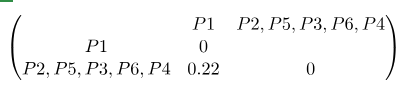 P1 P2, P5, P3, P6, P4
P1 0
P2, P5, P3, P6, P4 0.22 0